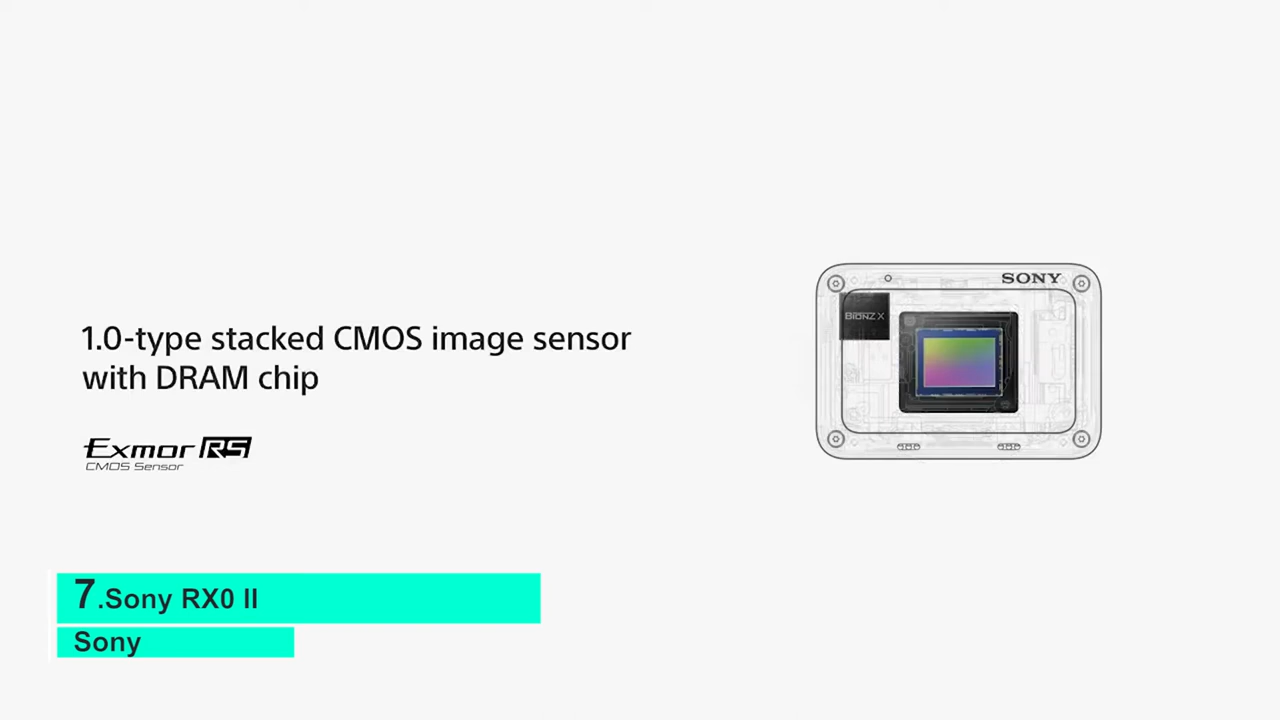 SONY
BIONZ X
1.0-type stacked CMOS image sensor
with DRAM chip
Exmor RS
CMOS Sensor
7.Sony RX0 II
Sony